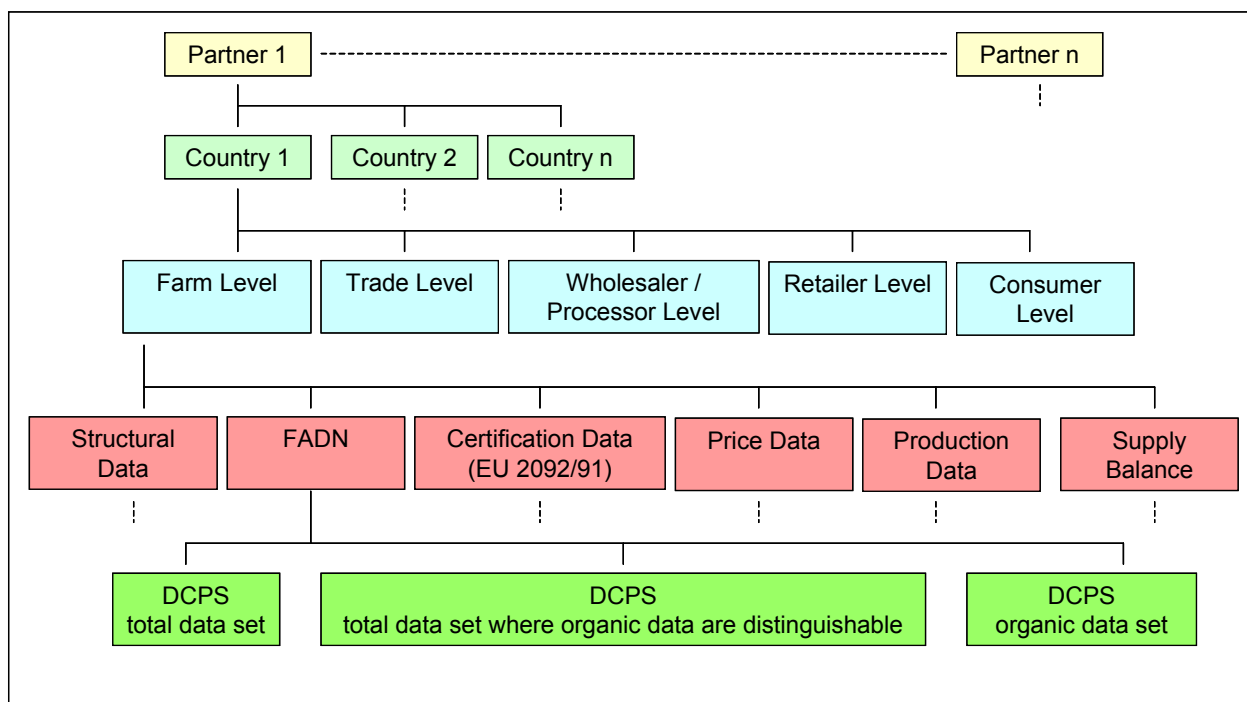 Partner 1
Partner n
Country 1
Country 2
Country n
Farm Level
Trade Level
Wholesaler /
Processor Level
Retailer Level
Consumer
Level
Structural
Data
FADN
Certification Data
(EU 2092/91)
Price Data
Production
Data
Supply
Balance
DCPS
total data set
DCPS
total data set where organic data are distinguishable
DCPS
organic data set